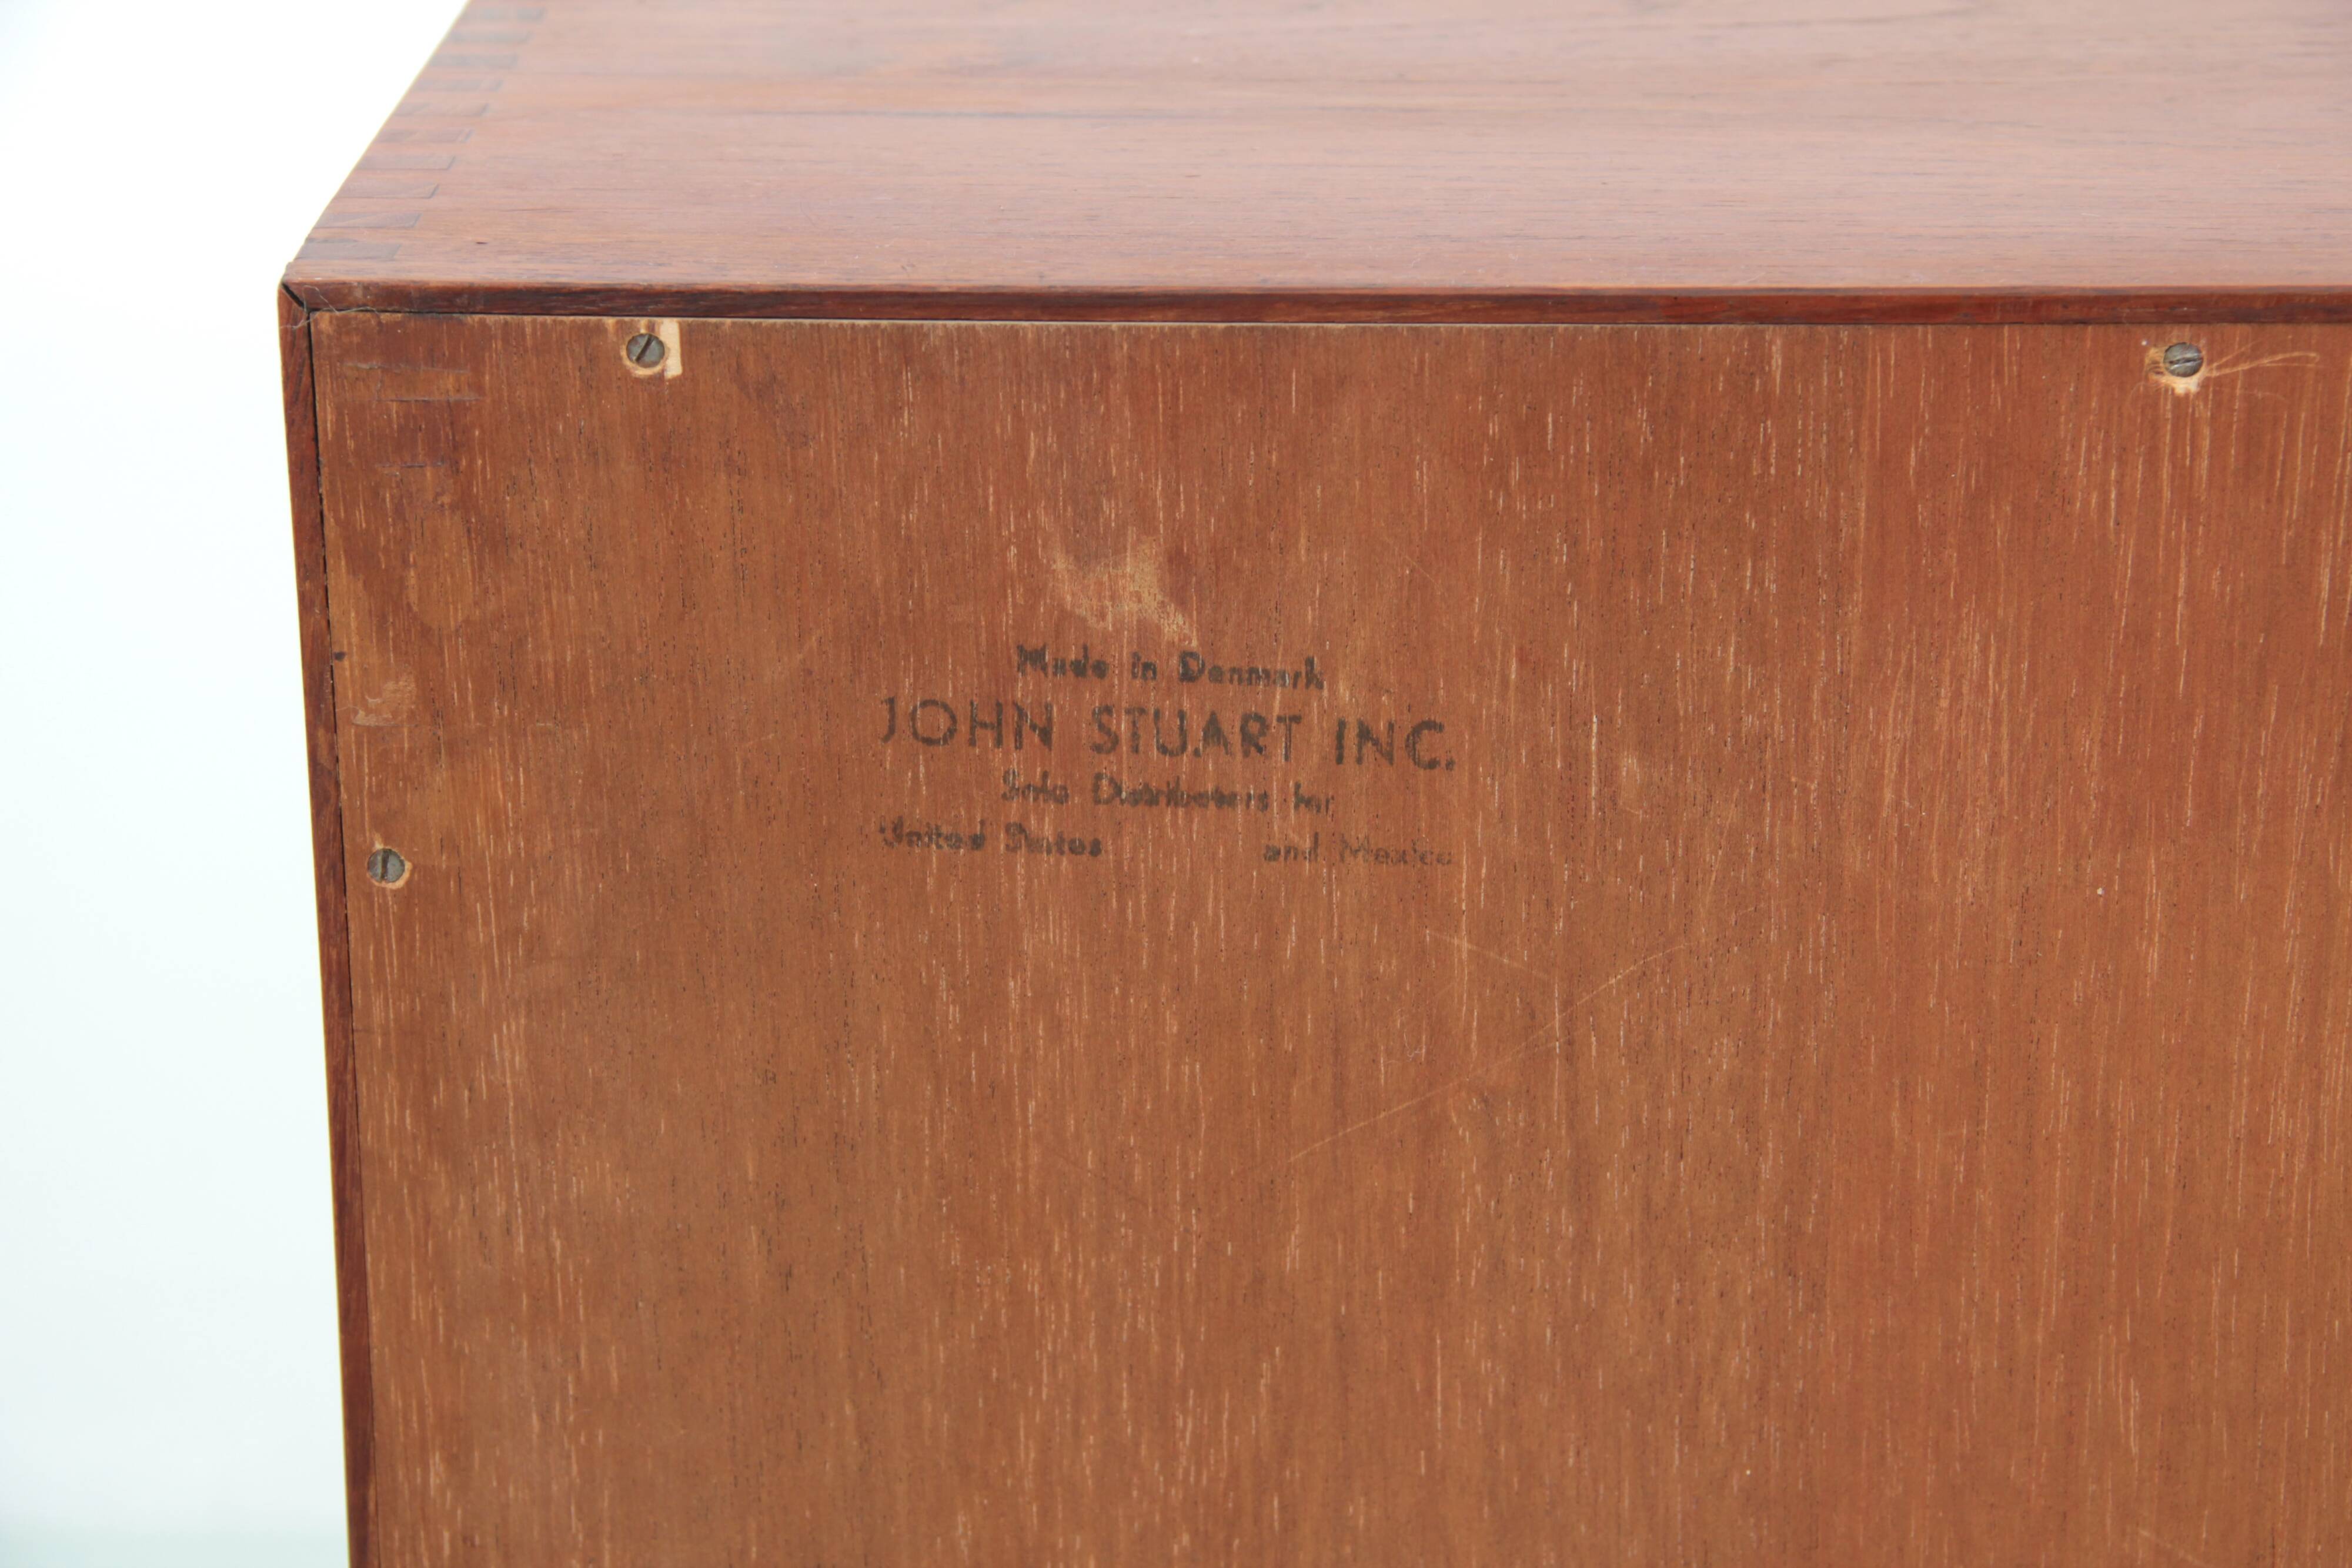 Made in Denmark
JOHN STUART INC.
Sole Distributors for
United States and Mexico